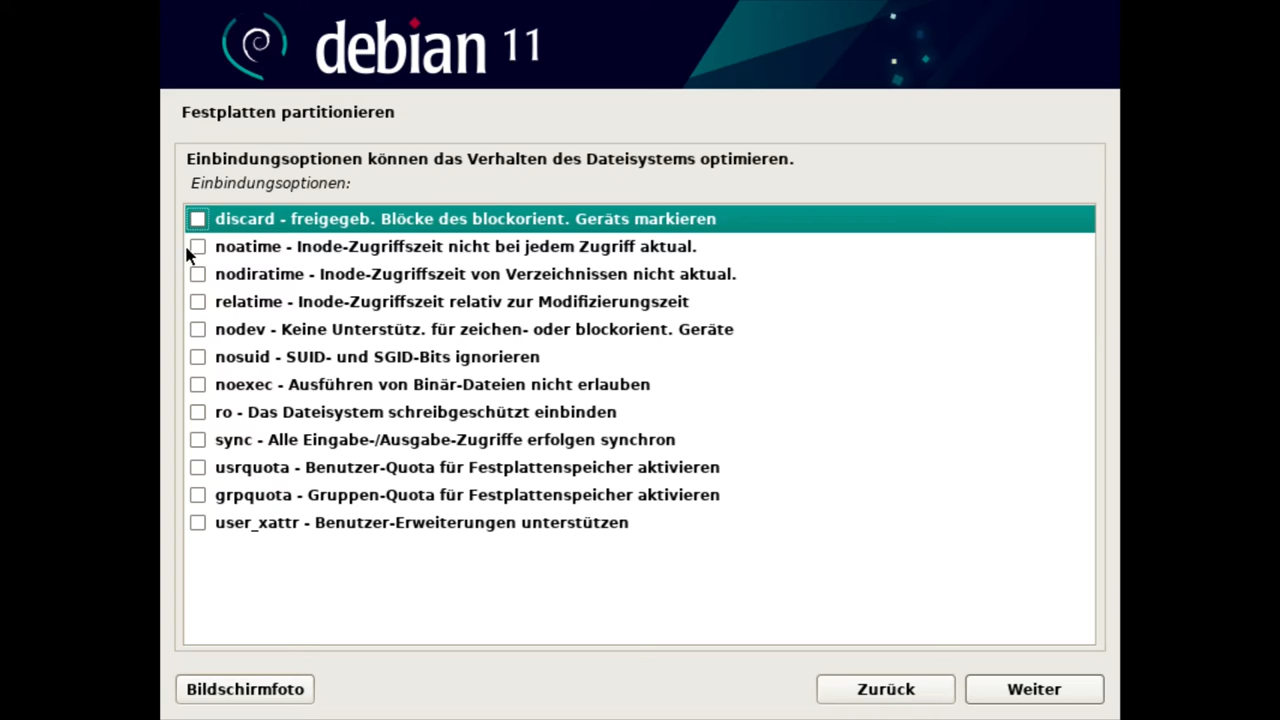 debian 11
Festplatten partitionieren
Einbindungsoptionen können das Verhalten des Dateisystems optimieren.
Einbindungsoptionen:
discard - freigegeb. Blöcke des blockorient. Geräts markieren
noatime - Inode-Zugriffszeit nicht bei jedem Zugriff aktual.
nodiratime - Inode-Zugriffszeit von Verzeichnissen nicht aktual.
relatime - Inode-Zugriffszeit relativ zur Modifizierungszeit
nodev - Keine Unterstütz. für zeichen- oder blockorient. Geräte
nosuid - SUID- und SGID-Bits ignorieren
noexec - Ausführen von Binär-Dateien nicht erlauben
ro - Das Dateisystem schreibgeschützt einbinden
sync - Alle Eingabe-/Ausgabe-Zugriffe erfolgen synchron
usrquota - Benutzer-Quota für Festplattenspeicher aktivieren
grpquota - Gruppen-Quota für Festplattenspeicher aktivieren
user_xattr - Benutzer-Erweiterungen unterstützen
Bildschirmfoto
Zurück
Weiter